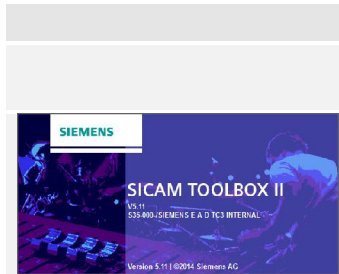 SIEMENS
SICAM TOOLBOX II
V5.11
S35-000-/SIEMENS E A D TC3 INTERNAL
Version 5.11 | ©2014 Siemens AG